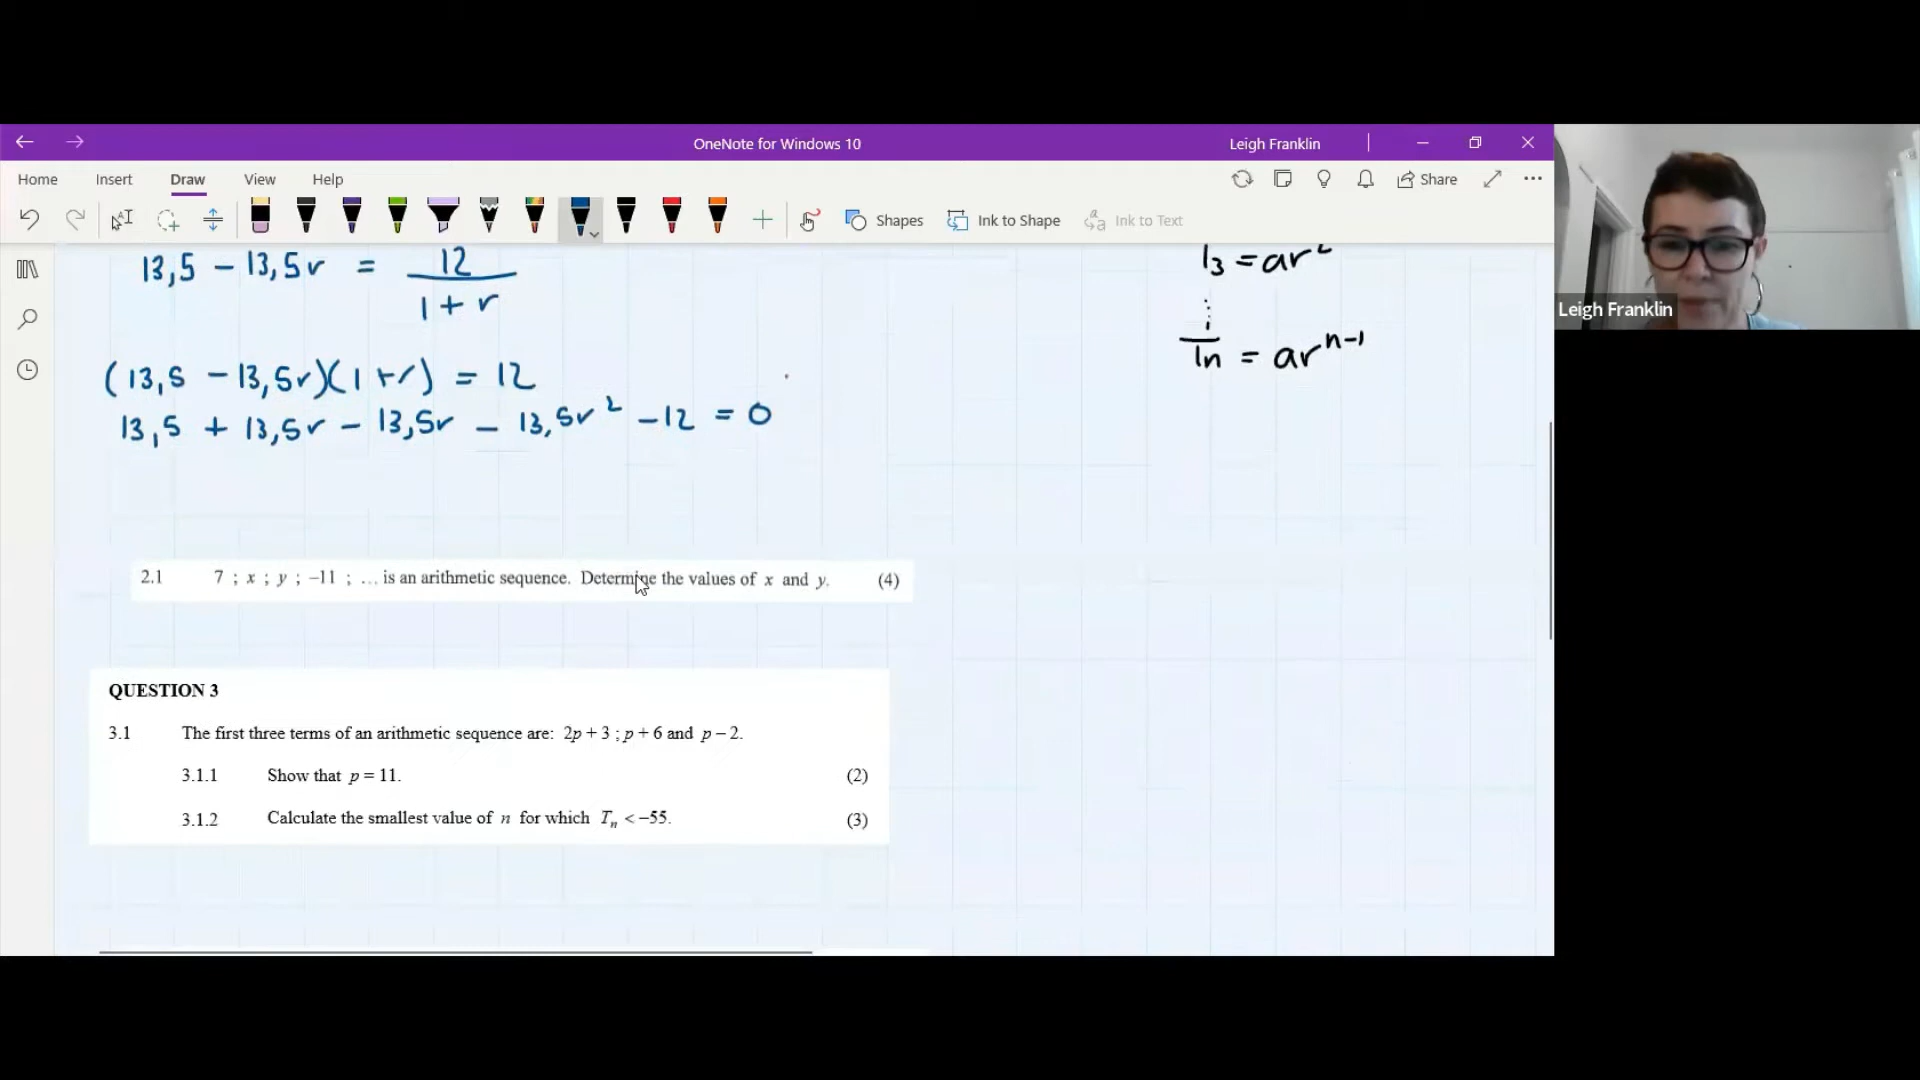 OneNote for Windows 10
Leigh Franklin
Home Insert Draw View Help
Share
Shapes Ink to Shape Ink to Text
Leigh Franklin
13,5 - 13,5r = 12 / 1 + r
T3 = ar²
Tn = ar^(n-1)
(13,5 - 13,5r)(1 + r) = 12
13,5 + 13,5r - 13,5r - 13,5r² - 12 = 0
2.1 7 ; x ; y ; −11 ; … is an arithmetic sequence. Determine the values of x and y. (4)
QUESTION 3
3.1 The first three terms of an arithmetic sequence are: 2p + 3 ; p + 6 and p − 2.
3.1.1 Show that p = 11. (2)
3.1.2 Calculate the smallest value of n for which Tₙ < −55. (3)